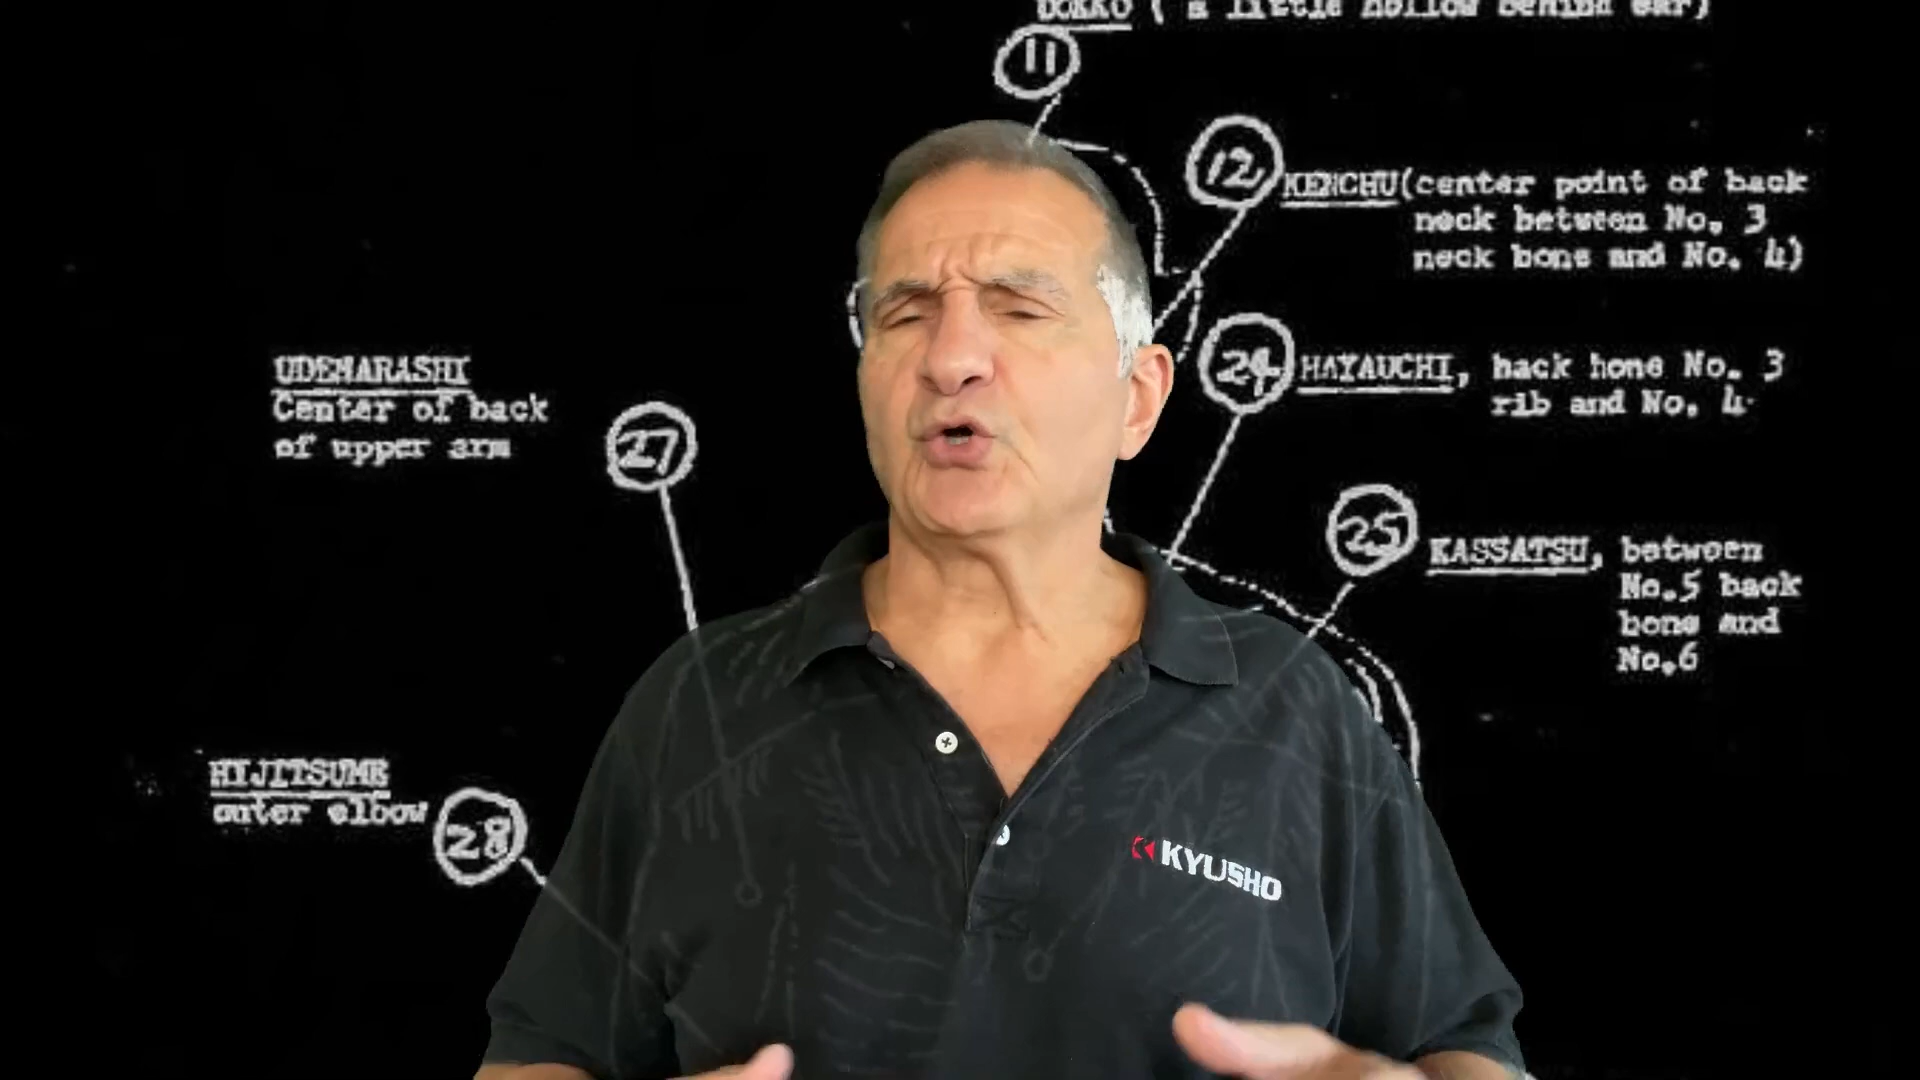 DOKKO ( a little hollow behind ear)
11
12
KENCHU(center point of back
neck between No. 3
neck bone and No. 4)
24
HAYAUCHI, back bone No. 3
rib and No. 4
UDENARASHI
Center of back
of upper arm
27
25
KASSATSU, between
No.5 back
bone and
No.6
HIJITSUME
outer elbow
28
KYUSHO